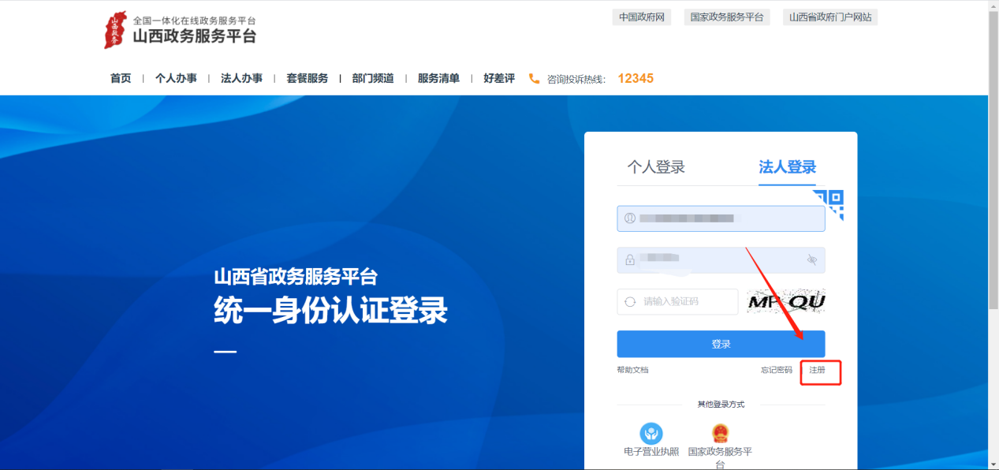 山西政务
全国一体化在线政务服务平台
山西政务服务平台
中国政府网
国家政务服务平台
山西省政府门户网站
首页 | 个人办事 | 法人办事 | 套餐服务 | 部门频道 | 服务清单 | 好差评
咨询投诉热线： 12345
个人登录
法人登录
山西省政务服务平台
统一身份认证登录
请输入验证码
MP QU
登录
帮助文档
忘记密码
注册
其他登录方式
电子营业执照
国家政务服务平
台